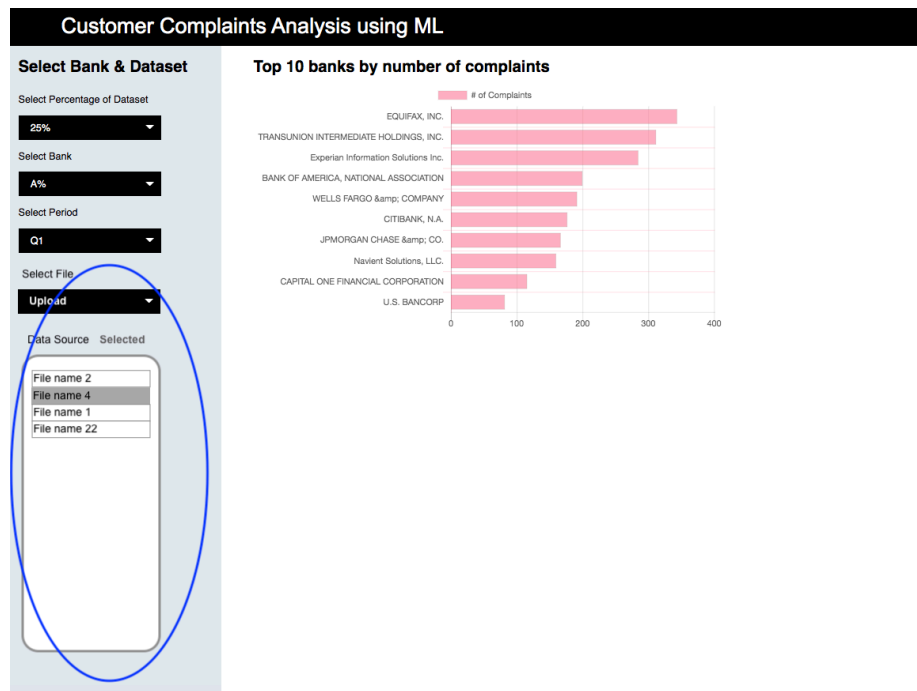 Customer Complaints Analysis using ML
Select Bank & Dataset
Select Percentage of Dataset
25%
Select Bank
A%
Select Period
Q1
Select File
Upload
Data Source Selected
File name 2
File name 4
File name 1
File name 22
Top 10 banks by number of complaints
# of Complaints
EQUIFAX, INC.
TRANSUNION INTERMEDIATE HOLDINGS, INC.
Experian Information Solutions Inc.
BANK OF AMERICA, NATIONAL ASSOCIATION
WELLS FARGO &amp; COMPANY
CITIBANK, N.A.
JPMORGAN CHASE &amp; CO.
Navient Solutions, LLC.
CAPITAL ONE FINANCIAL CORPORATION
U.S. BANCORP
0 100 200 300 400